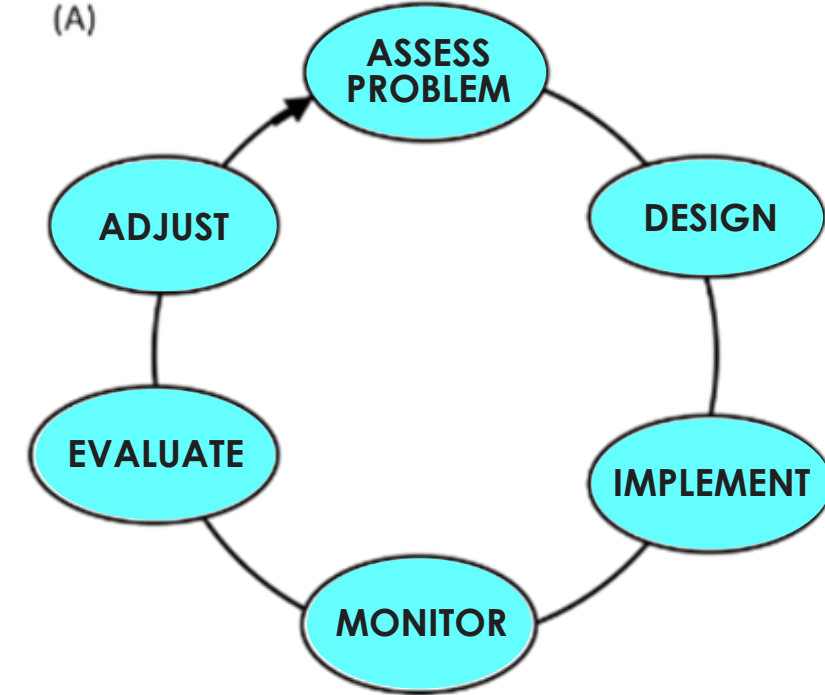 (A)
ASSESS
PROBLEM
DESIGN
IMPLEMENT
MONITOR
EVALUATE
ADJUST